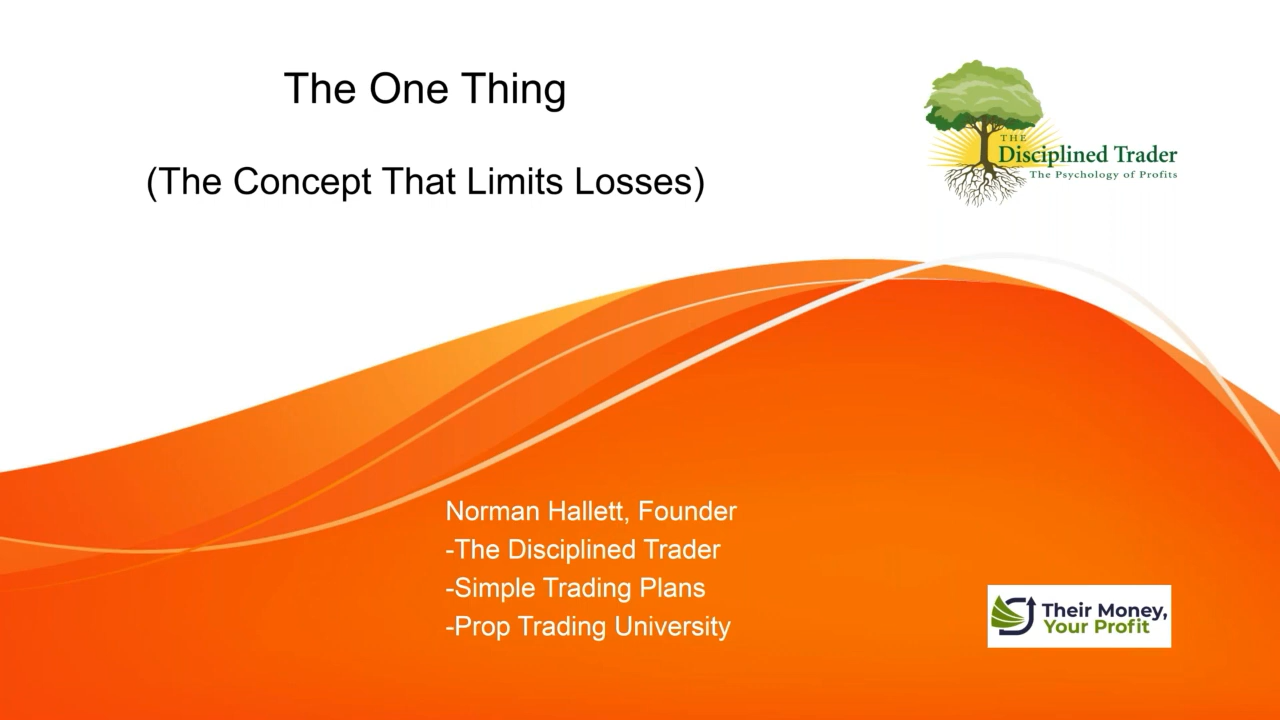 The One Thing
(The Concept That Limits Losses)
THE
Disciplined Trader
The Psychology of Profits
Norman Hallett, Founder
-The Disciplined Trader
-Simple Trading Plans
-Prop Trading University
Their Money,
Your Profit